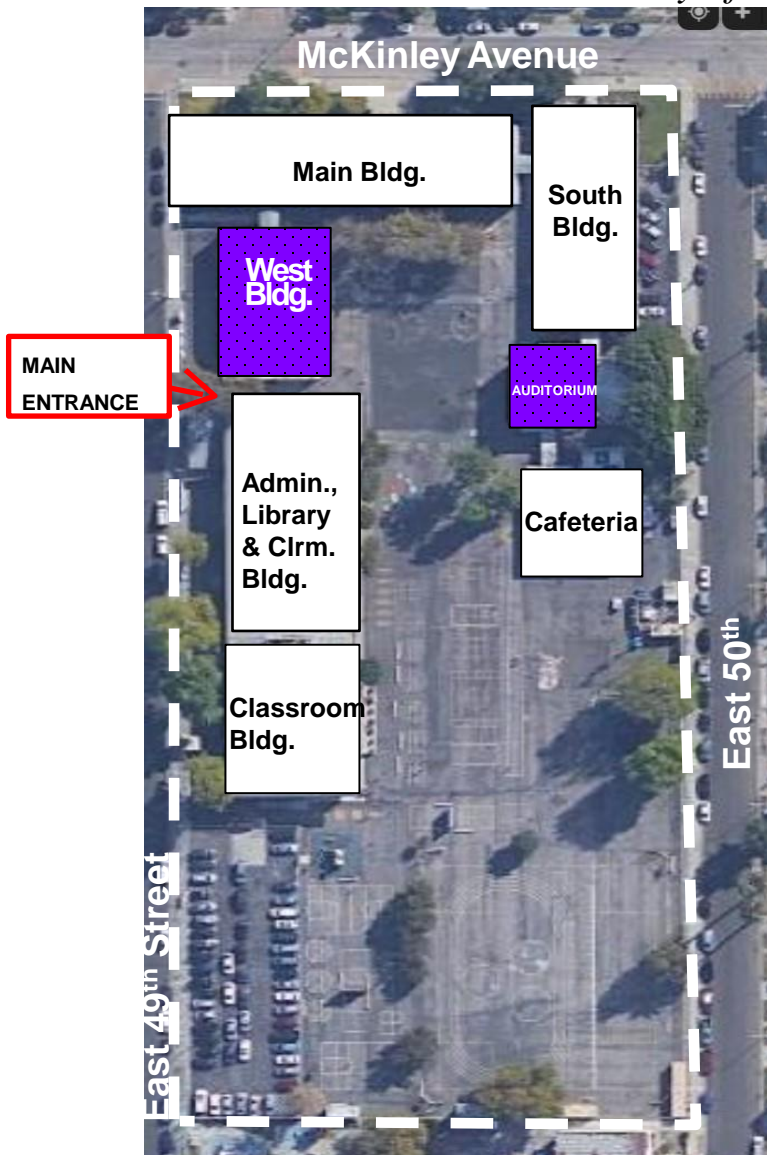 McKinley Avenue
Main Bldg.
South
Bldg.
West
Bldg.
MAIN
ENTRANCE
AUDITORIUM
Admin.,
Library
& Clrm.
Bldg.
Cafeteria
East 50th
Classroom
Bldg.
East 49th Street